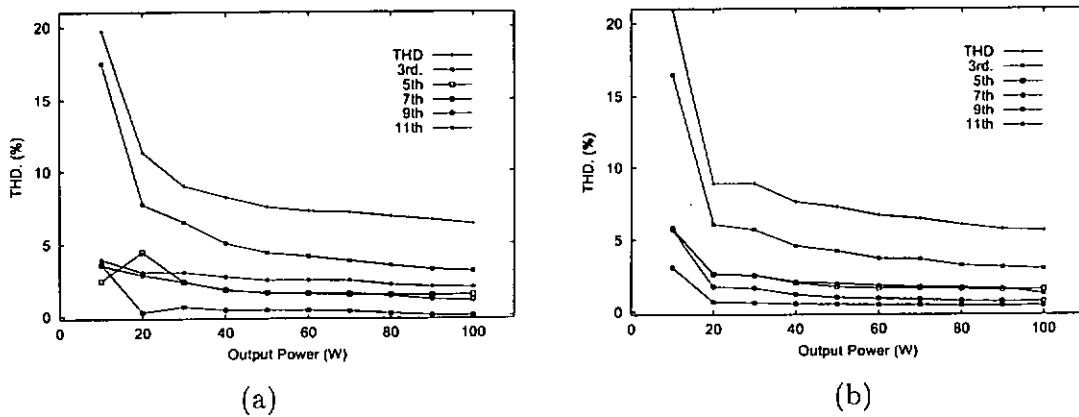 20
15
10
5
0
THD. (%)
0 20 40 60 80 100
Output Power (W)
THD
3rd.
5th
7th
9th
11th
(a)
20
15
10
5
0
THD. (%)
0 20 40 60 80 100
Output Power (W)
THD
3rd.
5th
7th
9th
11th
(b)